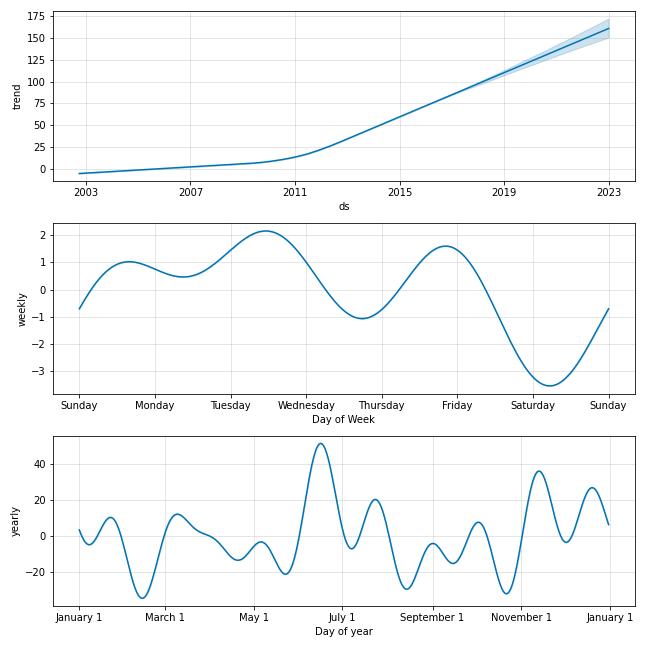 175
150
125
100
75
50
25
0
trend
2003 2007 2011 2015 2019 2023
ds
2
1
0
−1
−2
−3
weekly
Sunday Monday Tuesday Wednesday Thursday Friday Saturday Sunday
Day of Week
40
20
0
−20
yearly
January 1 March 1 May 1 July 1 September 1 November 1 January 1
Day of year